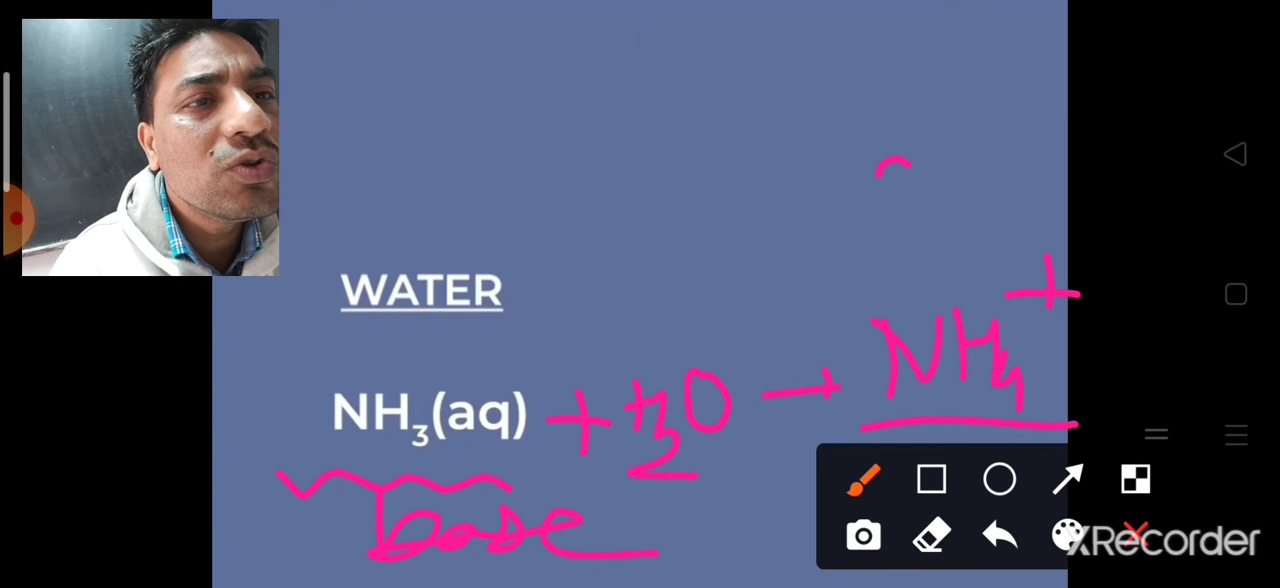 WATER
NH₃(aq) + H₂O → NH₄⁺
base
XRecorder